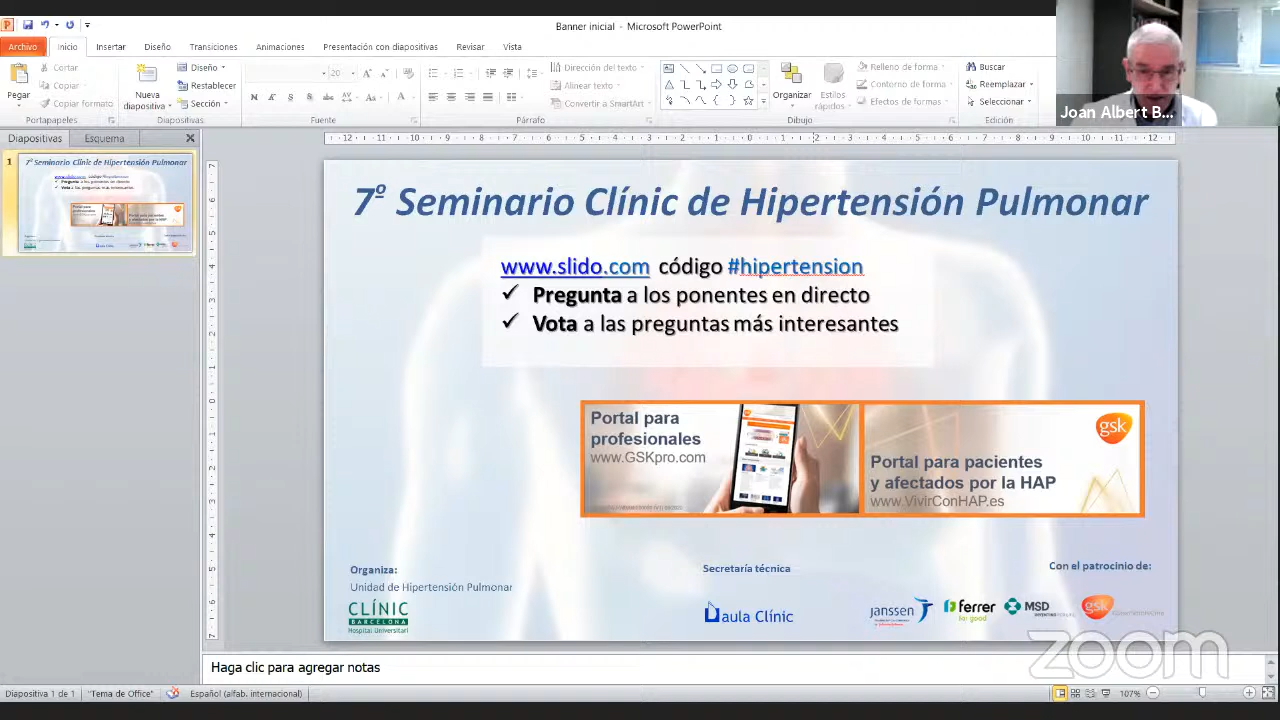 Banner inicial - Microsoft PowerPoint
Archivo Inicio Insertar Diseño Transiciones Animaciones Presentación con diapositivas Revisar Vista
Pegar
Cortar
Copiar
Copiar formato
Portapapeles
Nueva diapositiva
Diseño
Restablecer
Sección
Diapositivas
20
Fuente
Dirección del texto
Alinear texto
Convertir a SmartArt
Párrafo
Organizar
Estilos rápidos
Relleno de forma
Contorno de forma
Efectos de formas
Dibujo
Buscar
Reemplazar
Seleccionar
Edición
Joan Albert B...
Diapositivas Esquema
1
7º Seminario Clínic de Hipertensión Pulmonar
www.slido.com código #hipertension
✓ Pregunta a los ponentes en directo
✓ Vota a las preguntas más interesantes
Portal para
profesionales
www.GSKpro.com
gsk
Portal para pacientes
y afectados por la HAP
www.VivirConHAP.es
Organiza:
Unidad de Hipertensión Pulmonar
CLÍNIC
BARCELONA
Hospital Universitari
Secretaría técnica
aula Clínic
Con el patrocinio de:
janssen
ferrer
for good
MSD
gsk
zoom
Haga clic para agregar notas
Diapositiva 1 de 1 "Tema de Office" Español (alfab. internacional) 107%